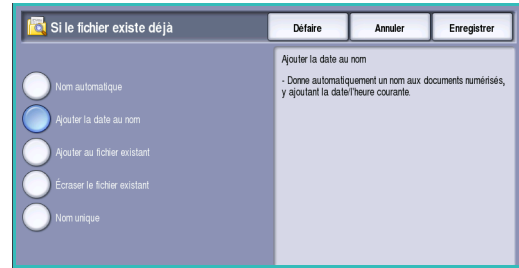 Si le fichier existe déjà
Défaire
Annuler
Enregistrer
Nom automatique
Ajouter la date au nom
Ajouter au fichier existant
Écraser le fichier existant
Nom unique
Ajouter la date au nom
- Donne automatiquement un nom aux documents numérisés,
y ajoutant la date/l'heure courante.